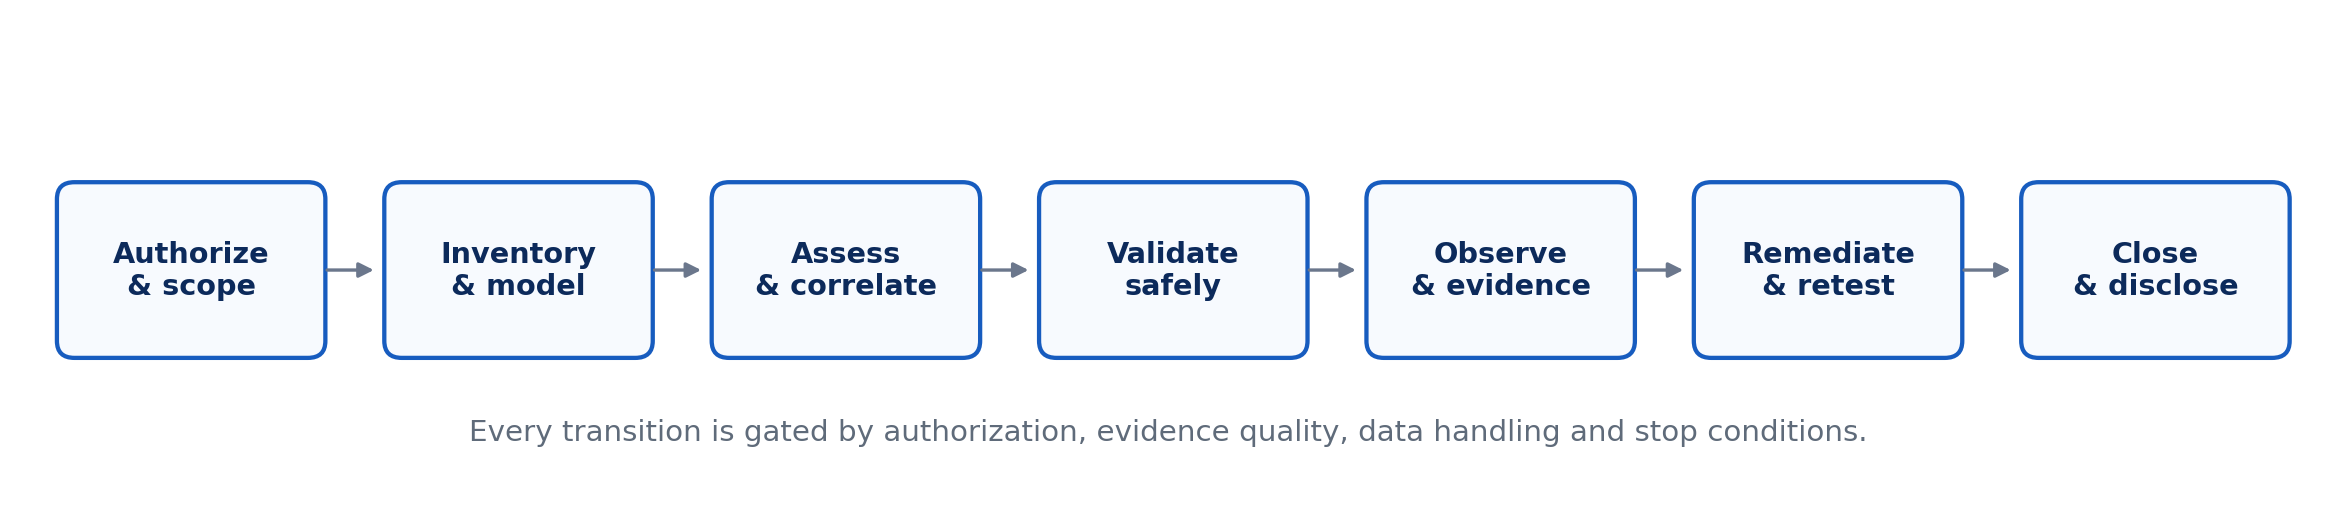 Authorize
& scope
Inventory
& model
Assess
& correlate
Validate
safely
Observe
& evidence
Remediate
& retest
Close
& disclose
Every transition is gated by authorization, evidence quality, data handling and stop conditions.